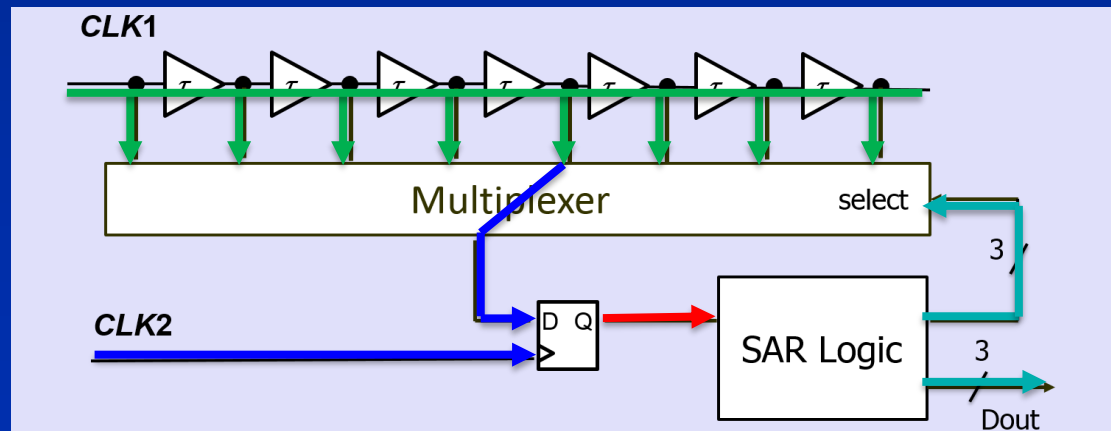 CLK1
τ τ τ τ τ τ τ
Multiplexer
select
3
CLK2
D Q
SAR Logic
3
Dout